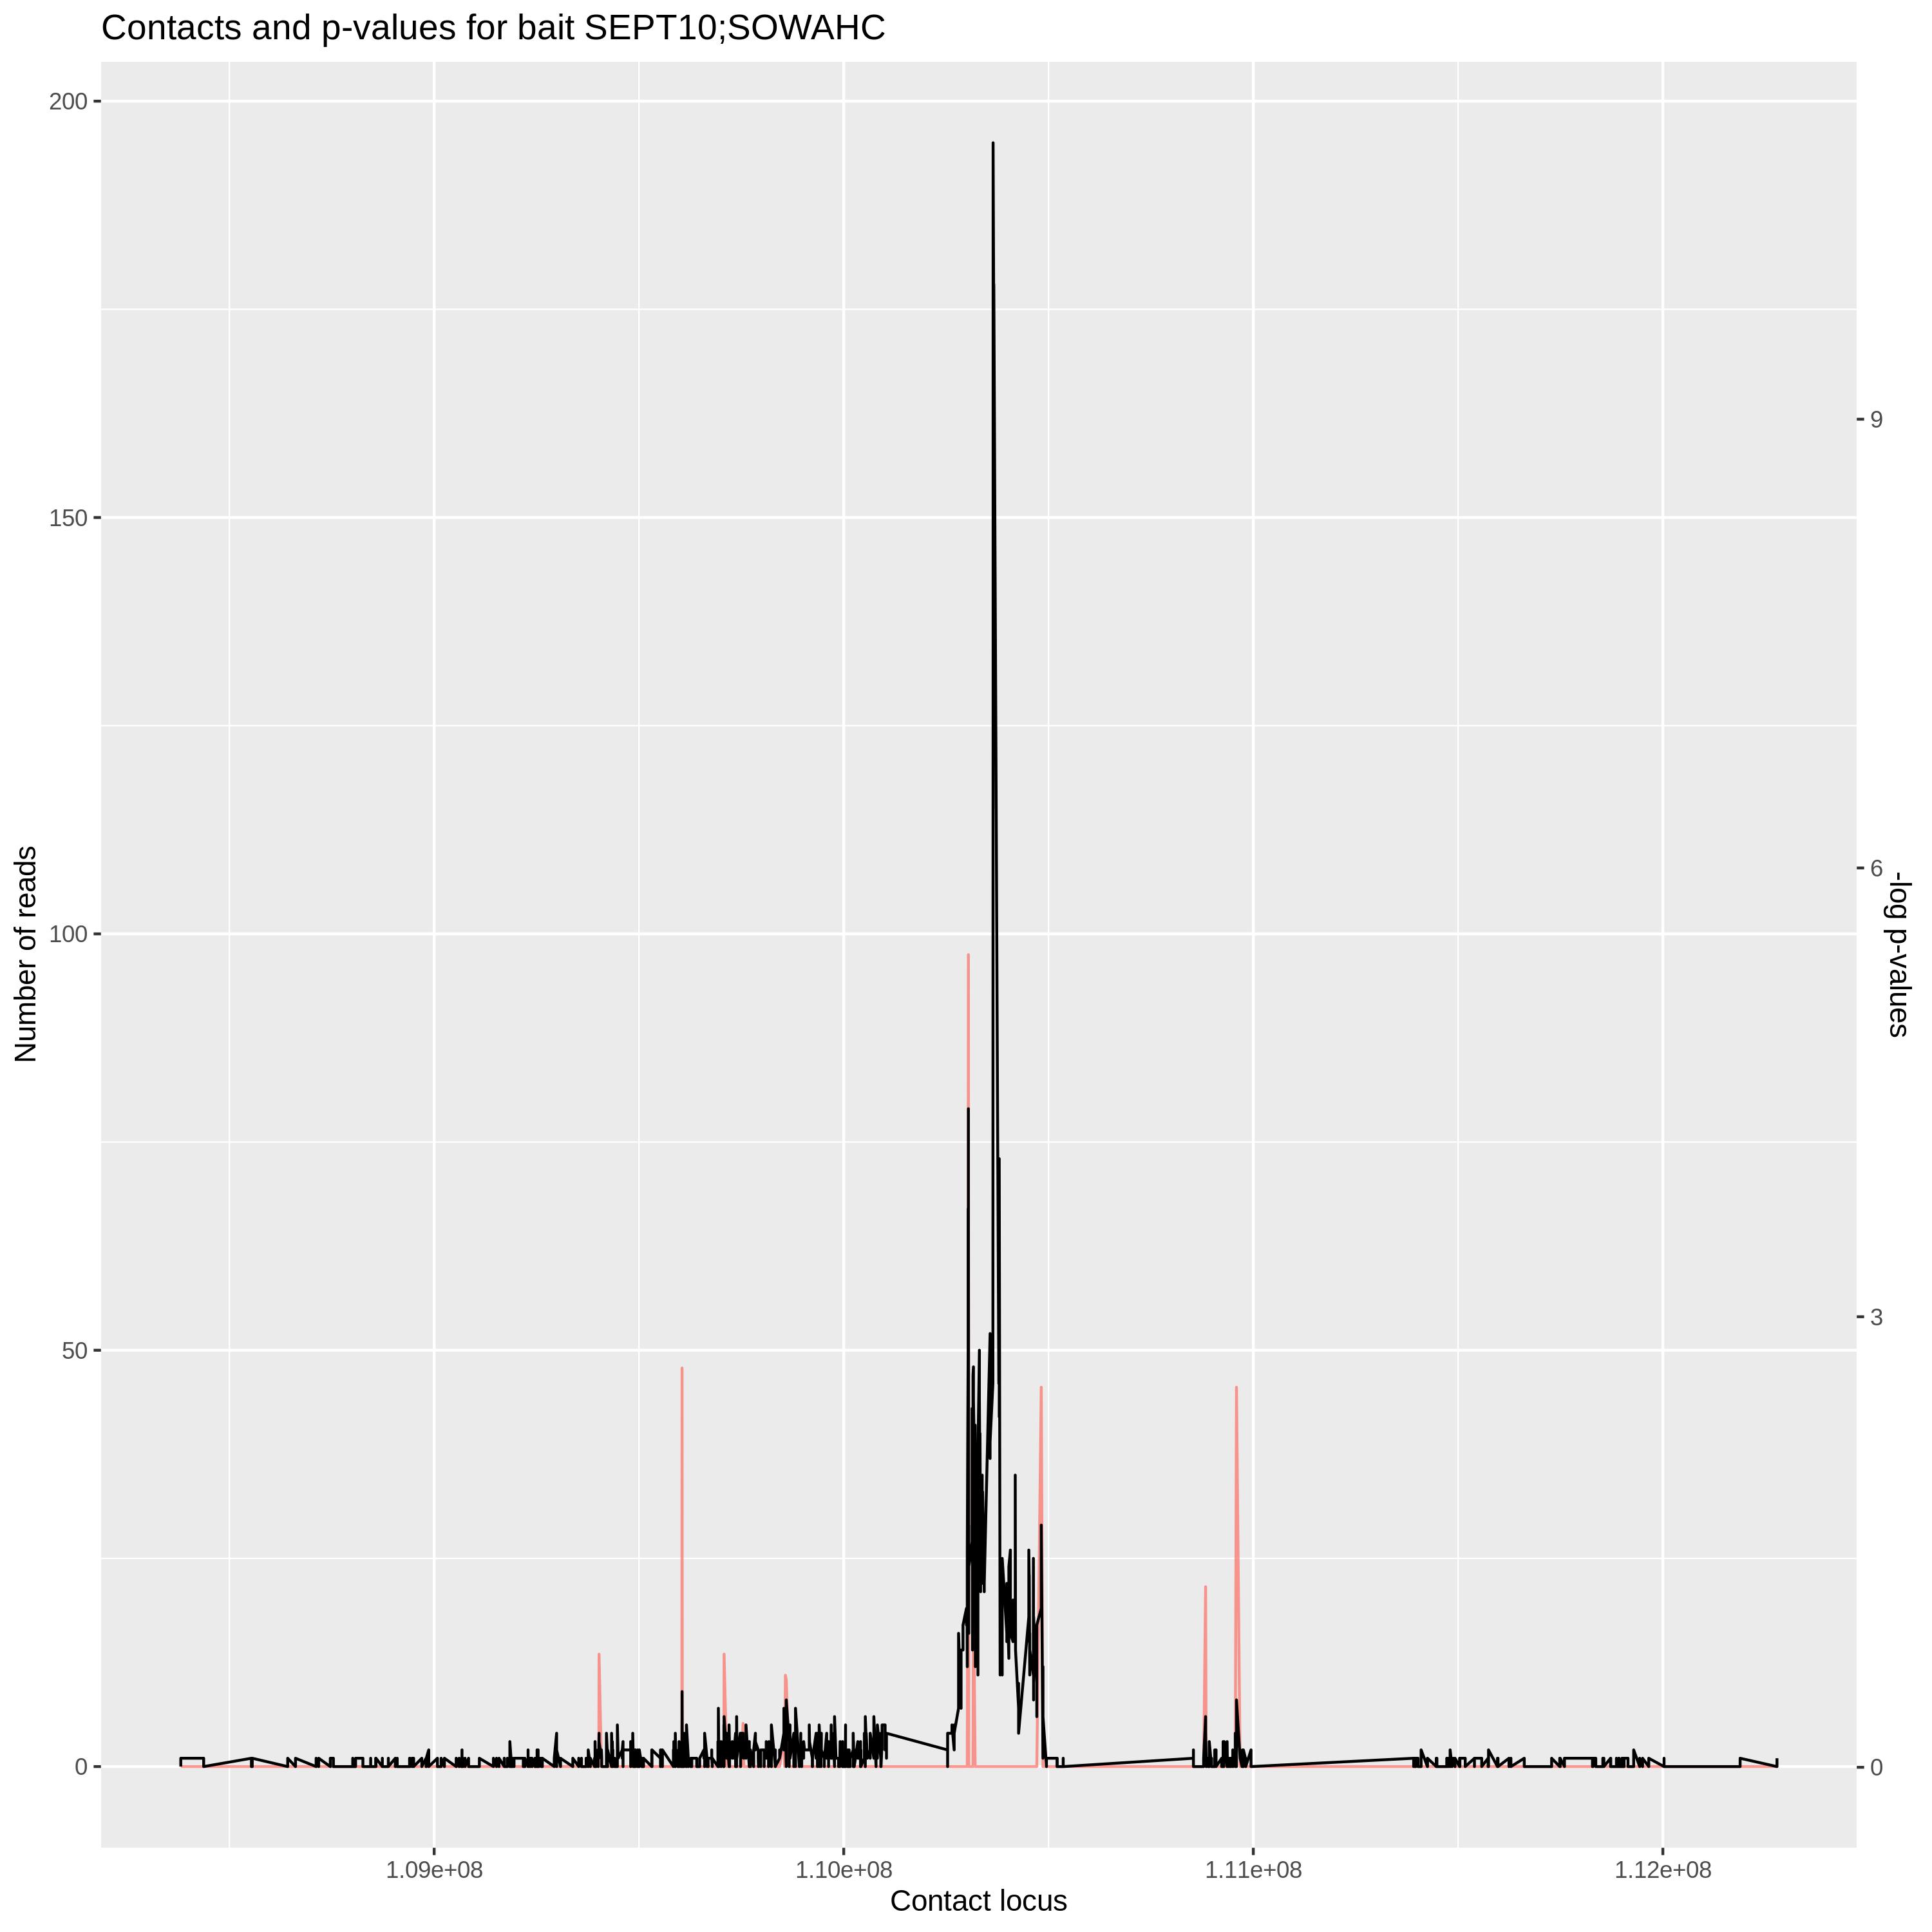 Contacts and p-values for bait SEPT10;SOWAHC
200
150
100
50
0
Number of reads
9
6
3
0
-log p-values
1.09e+08
1.10e+08
1.11e+08
1.12e+08
Contact locus